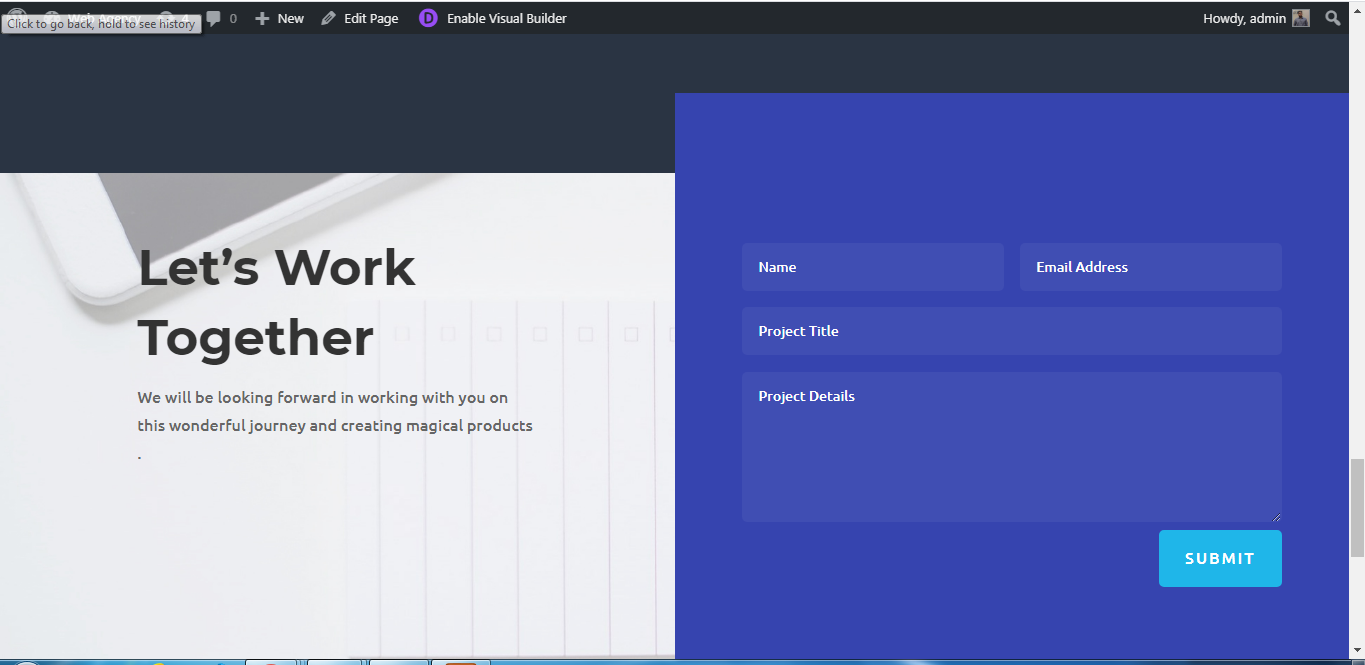 Click to go back, hold to see history
0
New
Edit Page
Enable Visual Builder
Howdy, admin
Let’s Work
Together
We will be looking forward in working with you on
this wonderful journey and creating magical products
.
Name
Email Address
Project Title
Project Details
SUBMIT